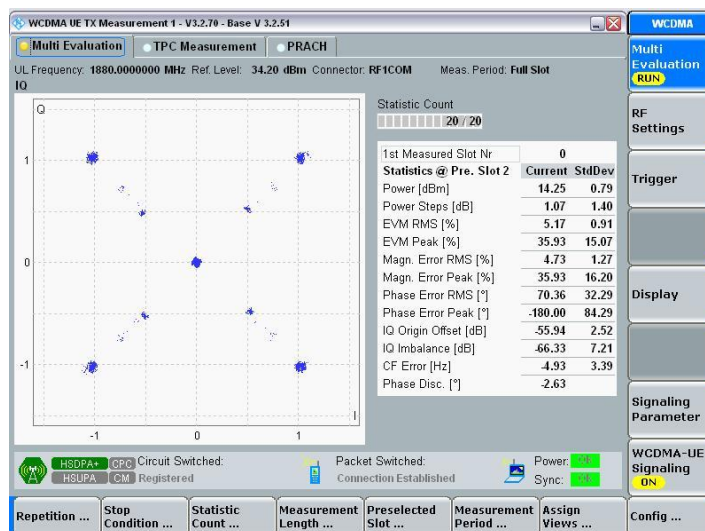 WCDMA UE TX Measurement 1 - V3.2.70 - Base V 3.2.51
WCDMA
Multi Evaluation
TPC Measurement
PRACH
Multi
Evaluation
RUN
UL Frequency: 1880.0000000 MHz Ref. Level: 34.20 dBm Connector: RF1COM Meas. Period: Full Slot
IQ
Q
1
0
-1
-1 0 1
I
Statistic Count
20 / 20
1st Measured Slot Nr 0
Statistics @ Pre. Slot 2 Current StdDev
Power [dBm] 14.25 0.79
Power Steps [dB] 1.07 1.40
EVM RMS [%] 5.17 0.91
EVM Peak [%] 35.93 15.07
Magn. Error RMS [%] 4.73 1.27
Magn. Error Peak [%] 35.93 16.20
Phase Error RMS [°] 70.36 32.29
Phase Error Peak [°] -180.00 84.29
IQ Origin Offset [dB] -55.94 2.52
IQ Imbalance [dB] -66.33 7.21
CF Error [Hz] -4.93 3.39
Phase Disc. [°] -2.63
RF
Settings
Trigger
Display
Signaling
Parameter
WCDMA-UE
Signaling
ON
Config ...
HSDPA+ CPC Circuit Switched: Packet Switched: Power:
HSUPA CM Registered Connection Established Sync:
Repetition ...
Stop
Condition ...
Statistic
Count ...
Measurement
Length ...
Preselected
Slot ...
Measurement
Period ...
Assign
Views ...